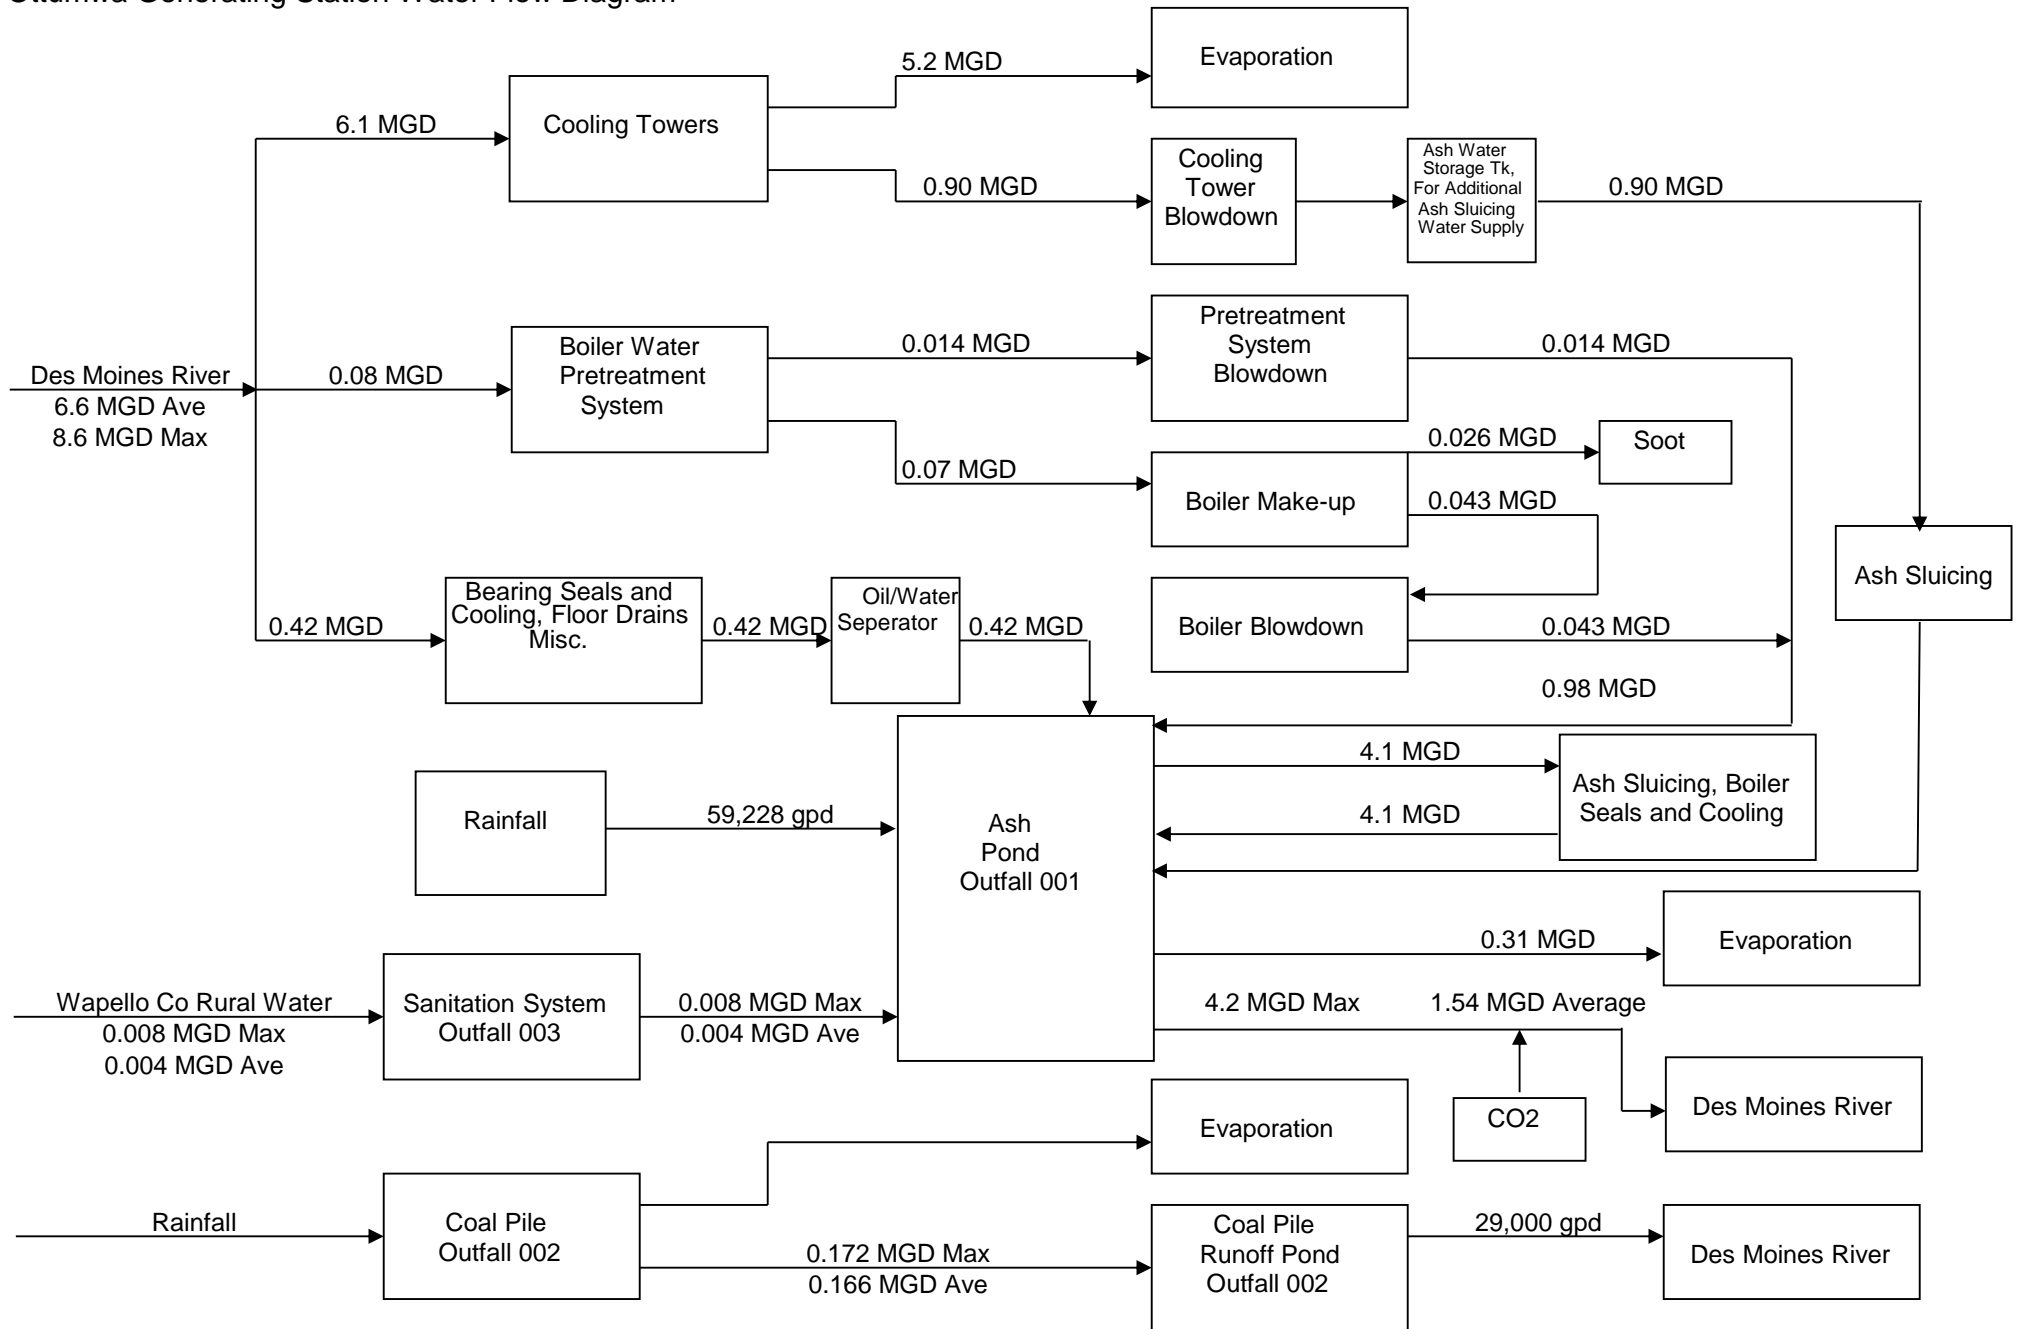 Ottumwa Generating Station Water Flow Diagram
5.2 MGD
Evaporation
6.1 MGD
Cooling Towers
0.90 MGD
Cooling
Tower
Blowdown
Ash Water
Storage Tk,
For Additional
Ash Sluicing
Water Supply
0.90 MGD
Des Moines River
6.6 MGD Ave
8.6 MGD Max
0.08 MGD
Boiler Water
Pretreatment
System
0.014 MGD
Pretreatment
System
Blowdown
0.014 MGD
0.07 MGD
Boiler Make-up
0.026 MGD
Soot
0.043 MGD
Ash Sluicing
0.42 MGD
Bearing Seals and
Cooling, Floor Drains
Misc.
0.42 MGD
Oil/Water
Seperator
0.42 MGD
Boiler Blowdown
0.043 MGD
0.98 MGD
4.1 MGD
Ash Sluicing, Boiler
Seals and Cooling
4.1 MGD
Rainfall
59,228 gpd
Ash
Pond
Outfall 001
0.31 MGD
Evaporation
Wapello Co Rural Water
0.008 MGD Max
0.004 MGD Ave
Sanitation System
Outfall 003
0.008 MGD Max
0.004 MGD Ave
4.2 MGD Max
1.54 MGD Average
CO2
Des Moines River
Evaporation
Rainfall
Coal Pile
Outfall 002
0.172 MGD Max
0.166 MGD Ave
Coal Pile
Runoff Pond
Outfall 002
29,000 gpd
Des Moines River